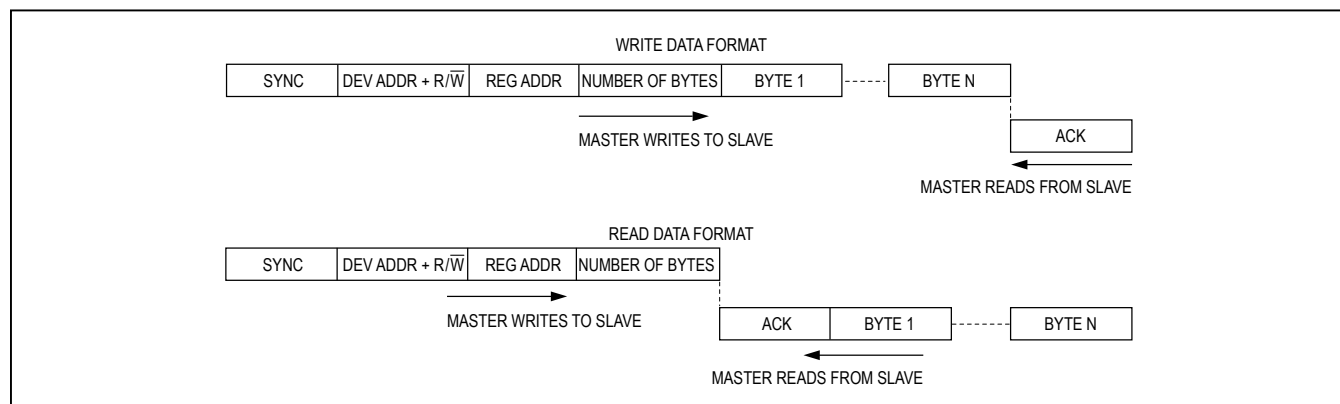 WRITE DATA FORMAT
SYNC DEV ADDR + R/W̅ REG ADDR NUMBER OF BYTES BYTE 1 BYTE N
MASTER WRITES TO SLAVE
ACK
MASTER READS FROM SLAVE
READ DATA FORMAT
SYNC DEV ADDR + R/W̅ REG ADDR NUMBER OF BYTES
MASTER WRITES TO SLAVE
ACK BYTE 1 BYTE N
MASTER READS FROM SLAVE